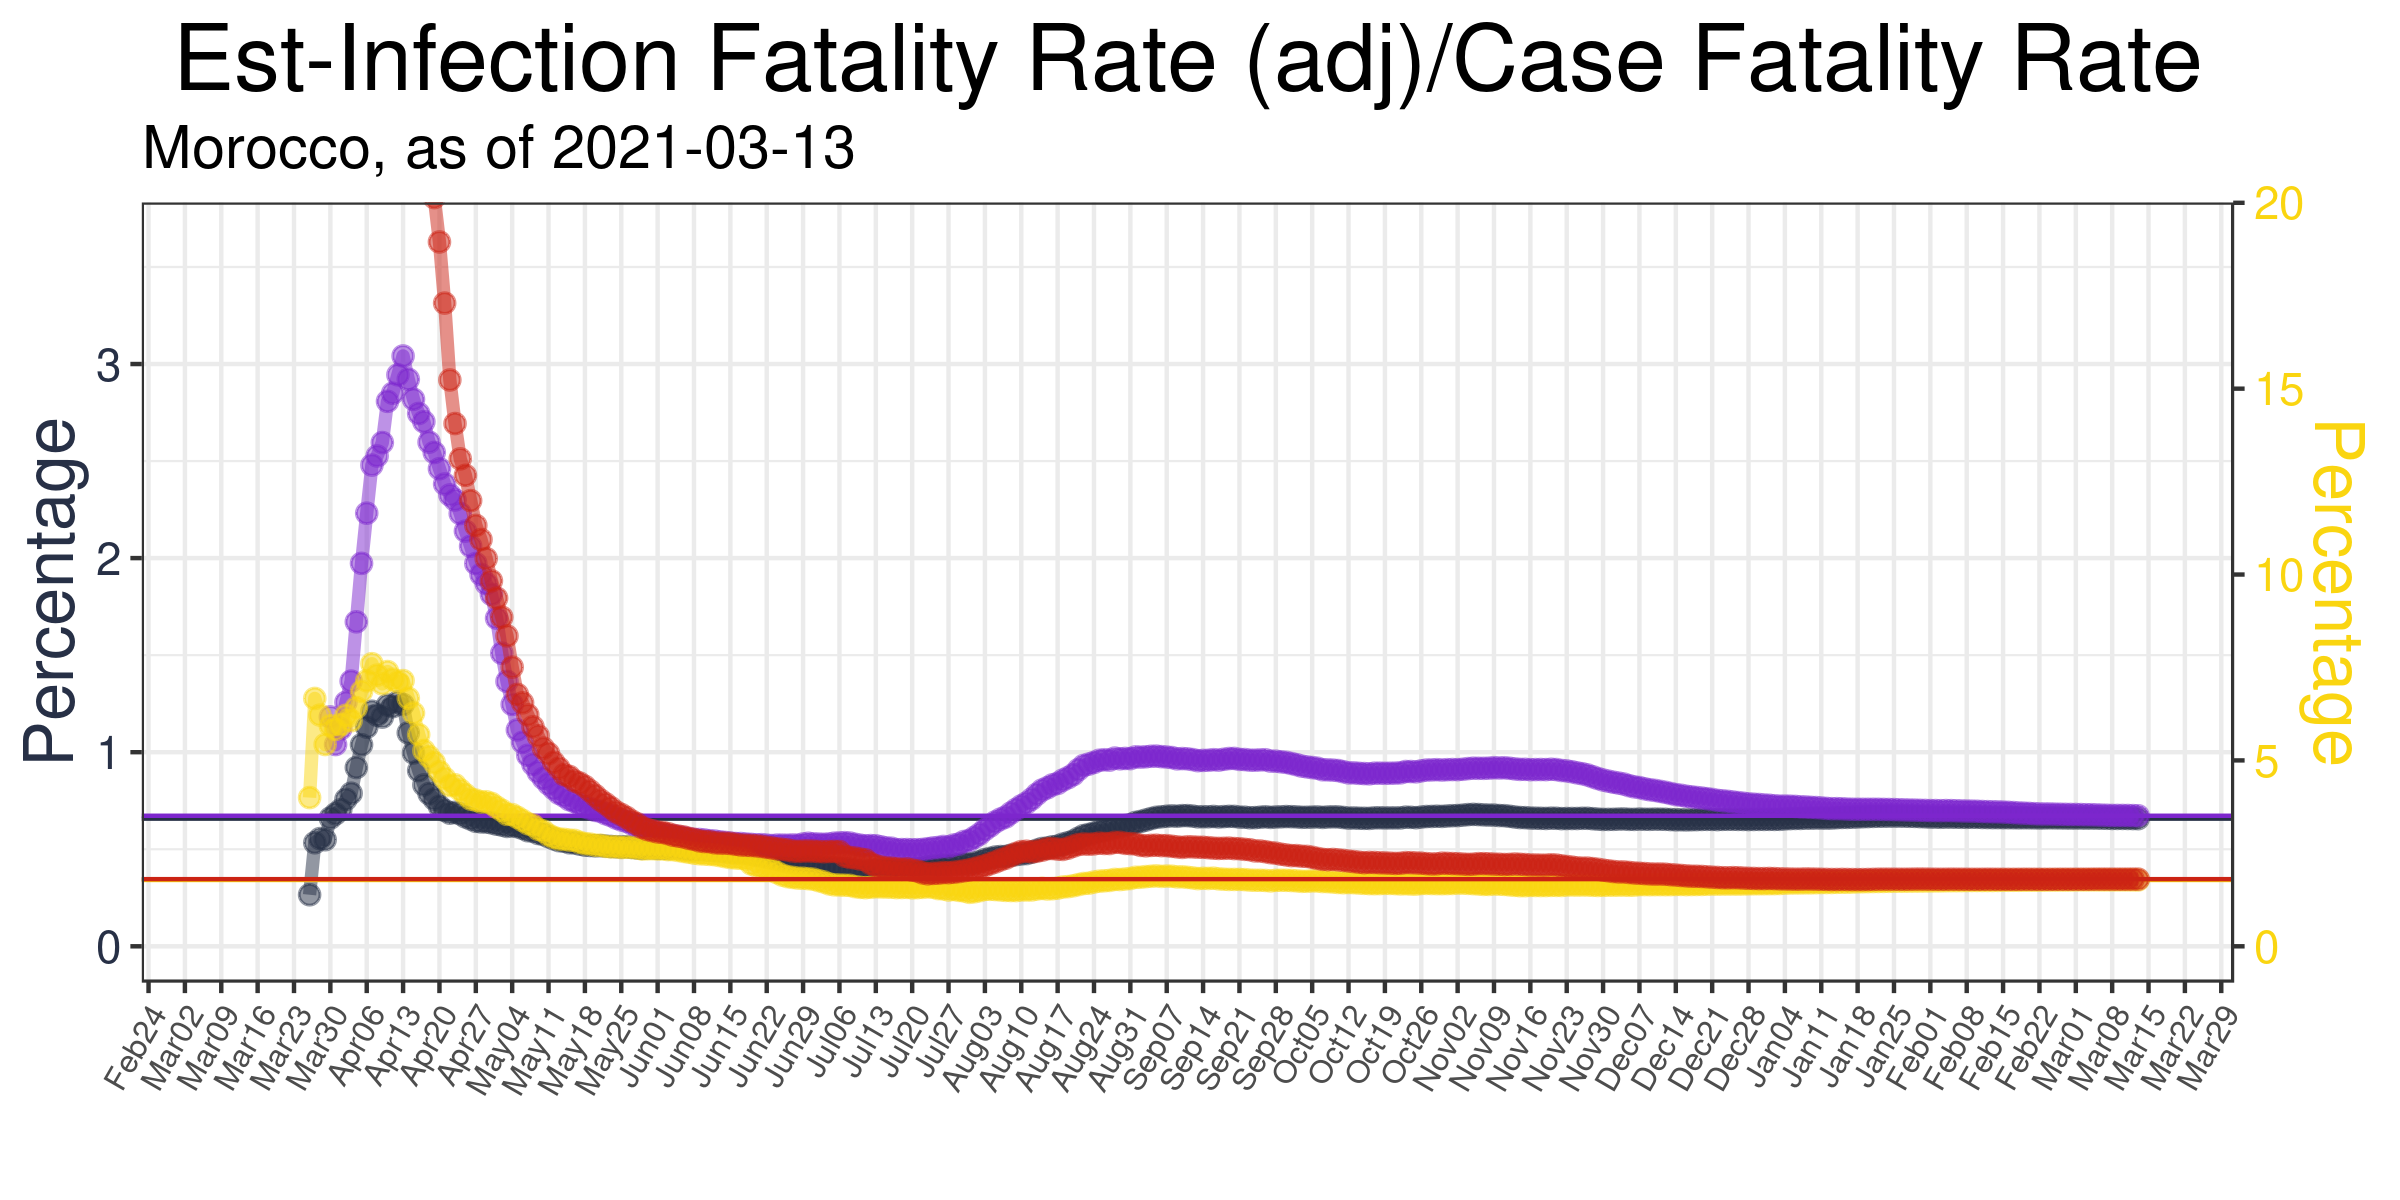 Est-Infection Fatality Rate (adj)/Case Fatality Rate
Morocco, as of 2021-03-13
Percentage
3
2
1
0
20
15
10
5
0
Percentage
Feb24 Mar02 Mar09 Mar16 Mar23 Mar30 Apr06 Apr13 Apr20 Apr27 May04 May11 May18 May25 Jun01 Jun08 Jun15 Jun22 Jun29 Jul06 Jul13 Jul20 Jul27 Aug03 Aug10 Aug17 Aug24 Aug31 Sep07 Sep14 Sep21 Sep28 Oct05 Oct12 Oct19 Oct26 Nov02 Nov09 Nov16 Nov23 Nov30 Dec07 Dec14 Dec21 Dec28 Jan04 Jan11 Jan18 Jan25 Feb01 Feb08 Feb15 Feb22 Mar01 Mar08 Mar15 Mar22 Mar29